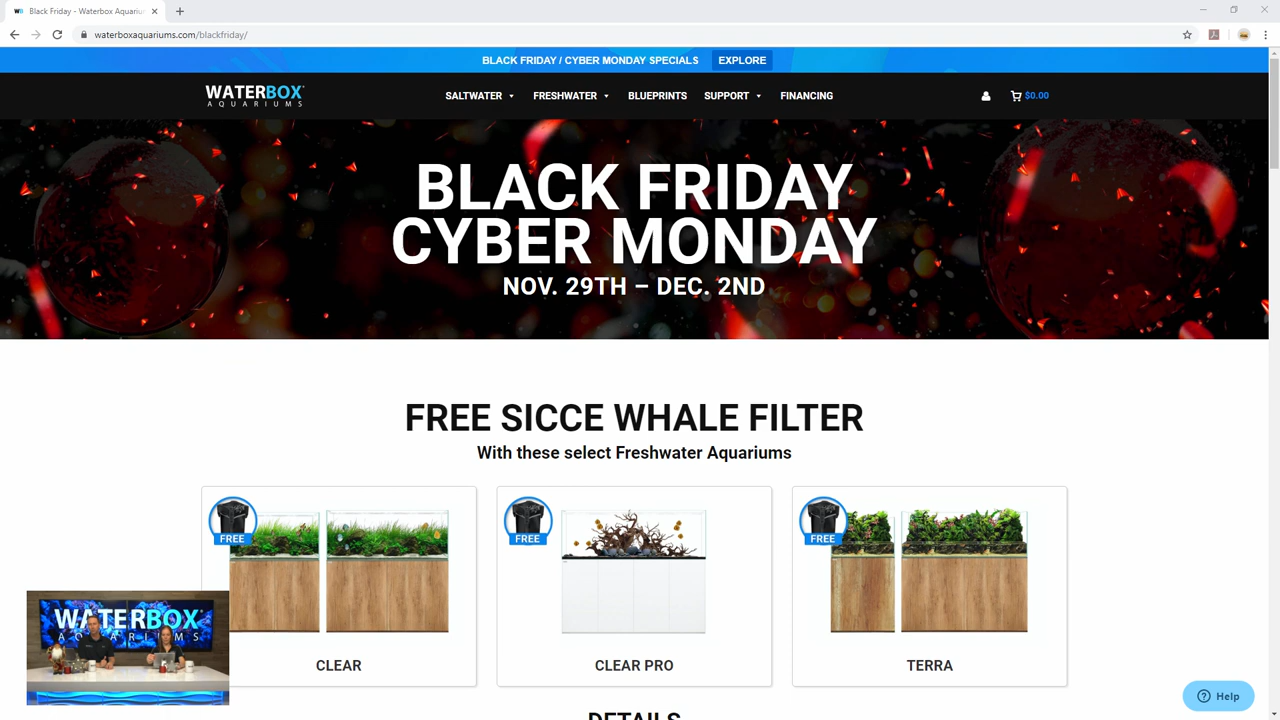 Black Friday - Waterbox Aquarium
waterboxaquariums.com/blackfriday/
BLACK FRIDAY / CYBER MONDAY SPECIALS EXPLORE
WATERBOX
AQUARIUMS
SALTWATER FRESHWATER BLUEPRINTS SUPPORT FINANCING $0.00
BLACK FRIDAY
CYBER MONDAY
NOV. 29TH – DEC. 2ND
FREE SICCE WHALE FILTER
With these select Freshwater Aquariums
FREE
FREE
FREE
CLEAR
CLEAR PRO
TERRA
WATERBOX
AQUARIUMS
Help
DETAILS